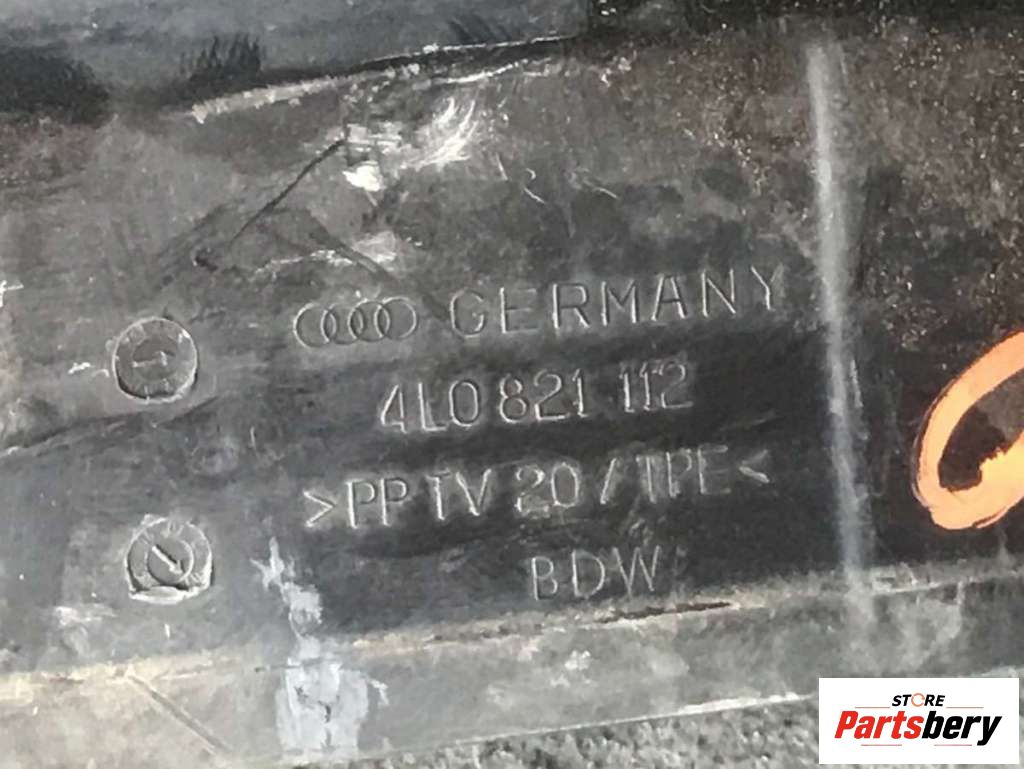 GERMANY
4L0 821 112
>PP TV 20 / TPE<
BDW
STORE
Partsbery